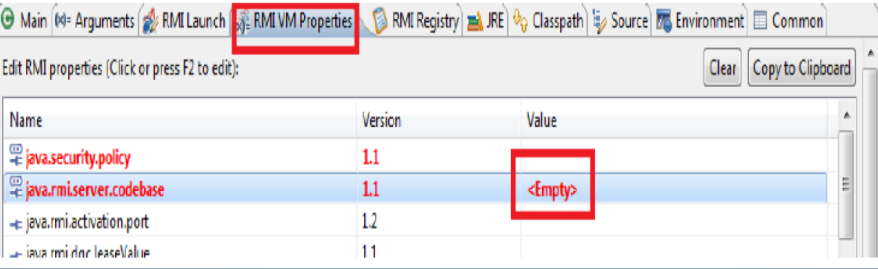 Main Arguments RMI Launch RMI VM Properties RMI Registry JRE Classpath Source Environment Common
Edit RMI properties (Click or press F2 to edit): Clear Copy to Clipboard
Name Version Value
java.security.policy 1.1
java.rmi.server.codebase 1.1 <Empty>
java.rmi.activation.port 1.2
java.rmi.dgc.leaseValue 1.1